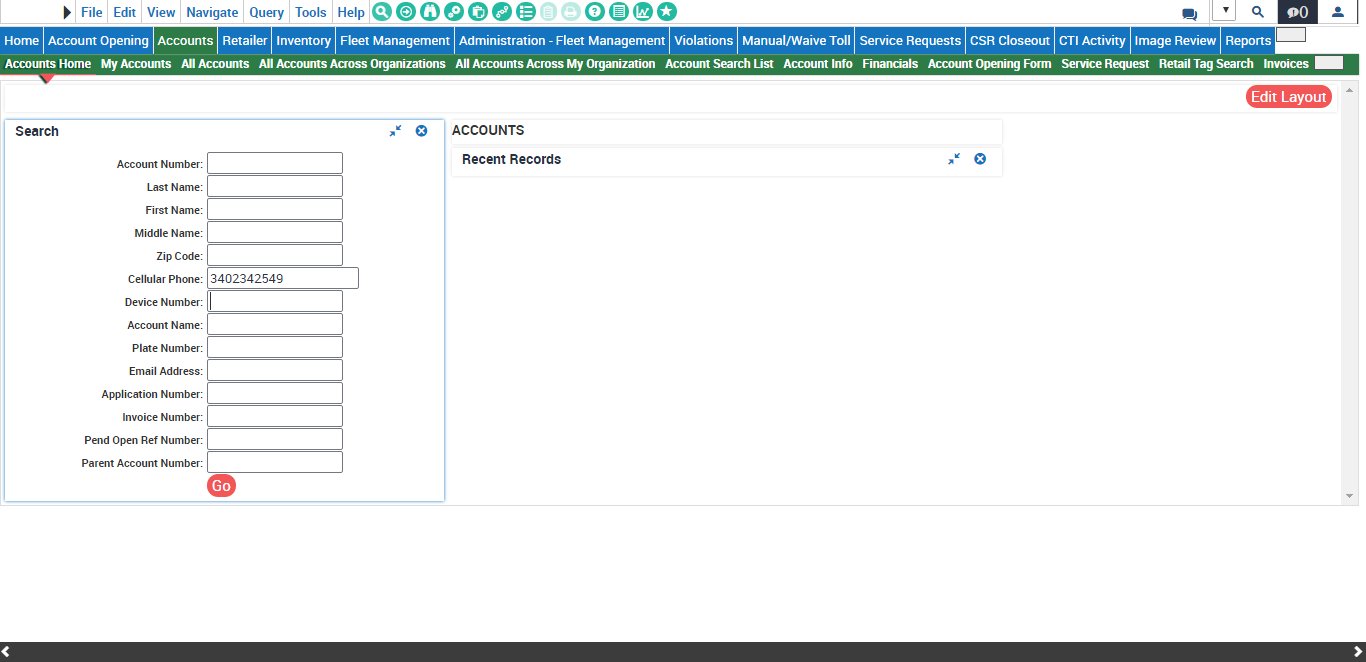 File Edit View Navigate Query Tools Help 0
Home Account Opening Accounts Retailer Inventory Fleet Management Administration - Fleet Management Violations Manual/Waive Toll Service Requests CSR Closeout CTI Activity Image Review Reports
Accounts Home My Accounts All Accounts All Accounts Across Organizations All Accounts Across My Organization Account Search List Account Info Financials Account Opening Form Service Request Retail Tag Search Invoices
Edit Layout
Search
Account Number:
Last Name:
First Name:
Middle Name:
Zip Code:
Cellular Phone: 3402342549
Device Number:
Account Name:
Plate Number:
Email Address:
Application Number:
Invoice Number:
Pend Open Ref Number:
Parent Account Number:
Go
ACCOUNTS
Recent Records